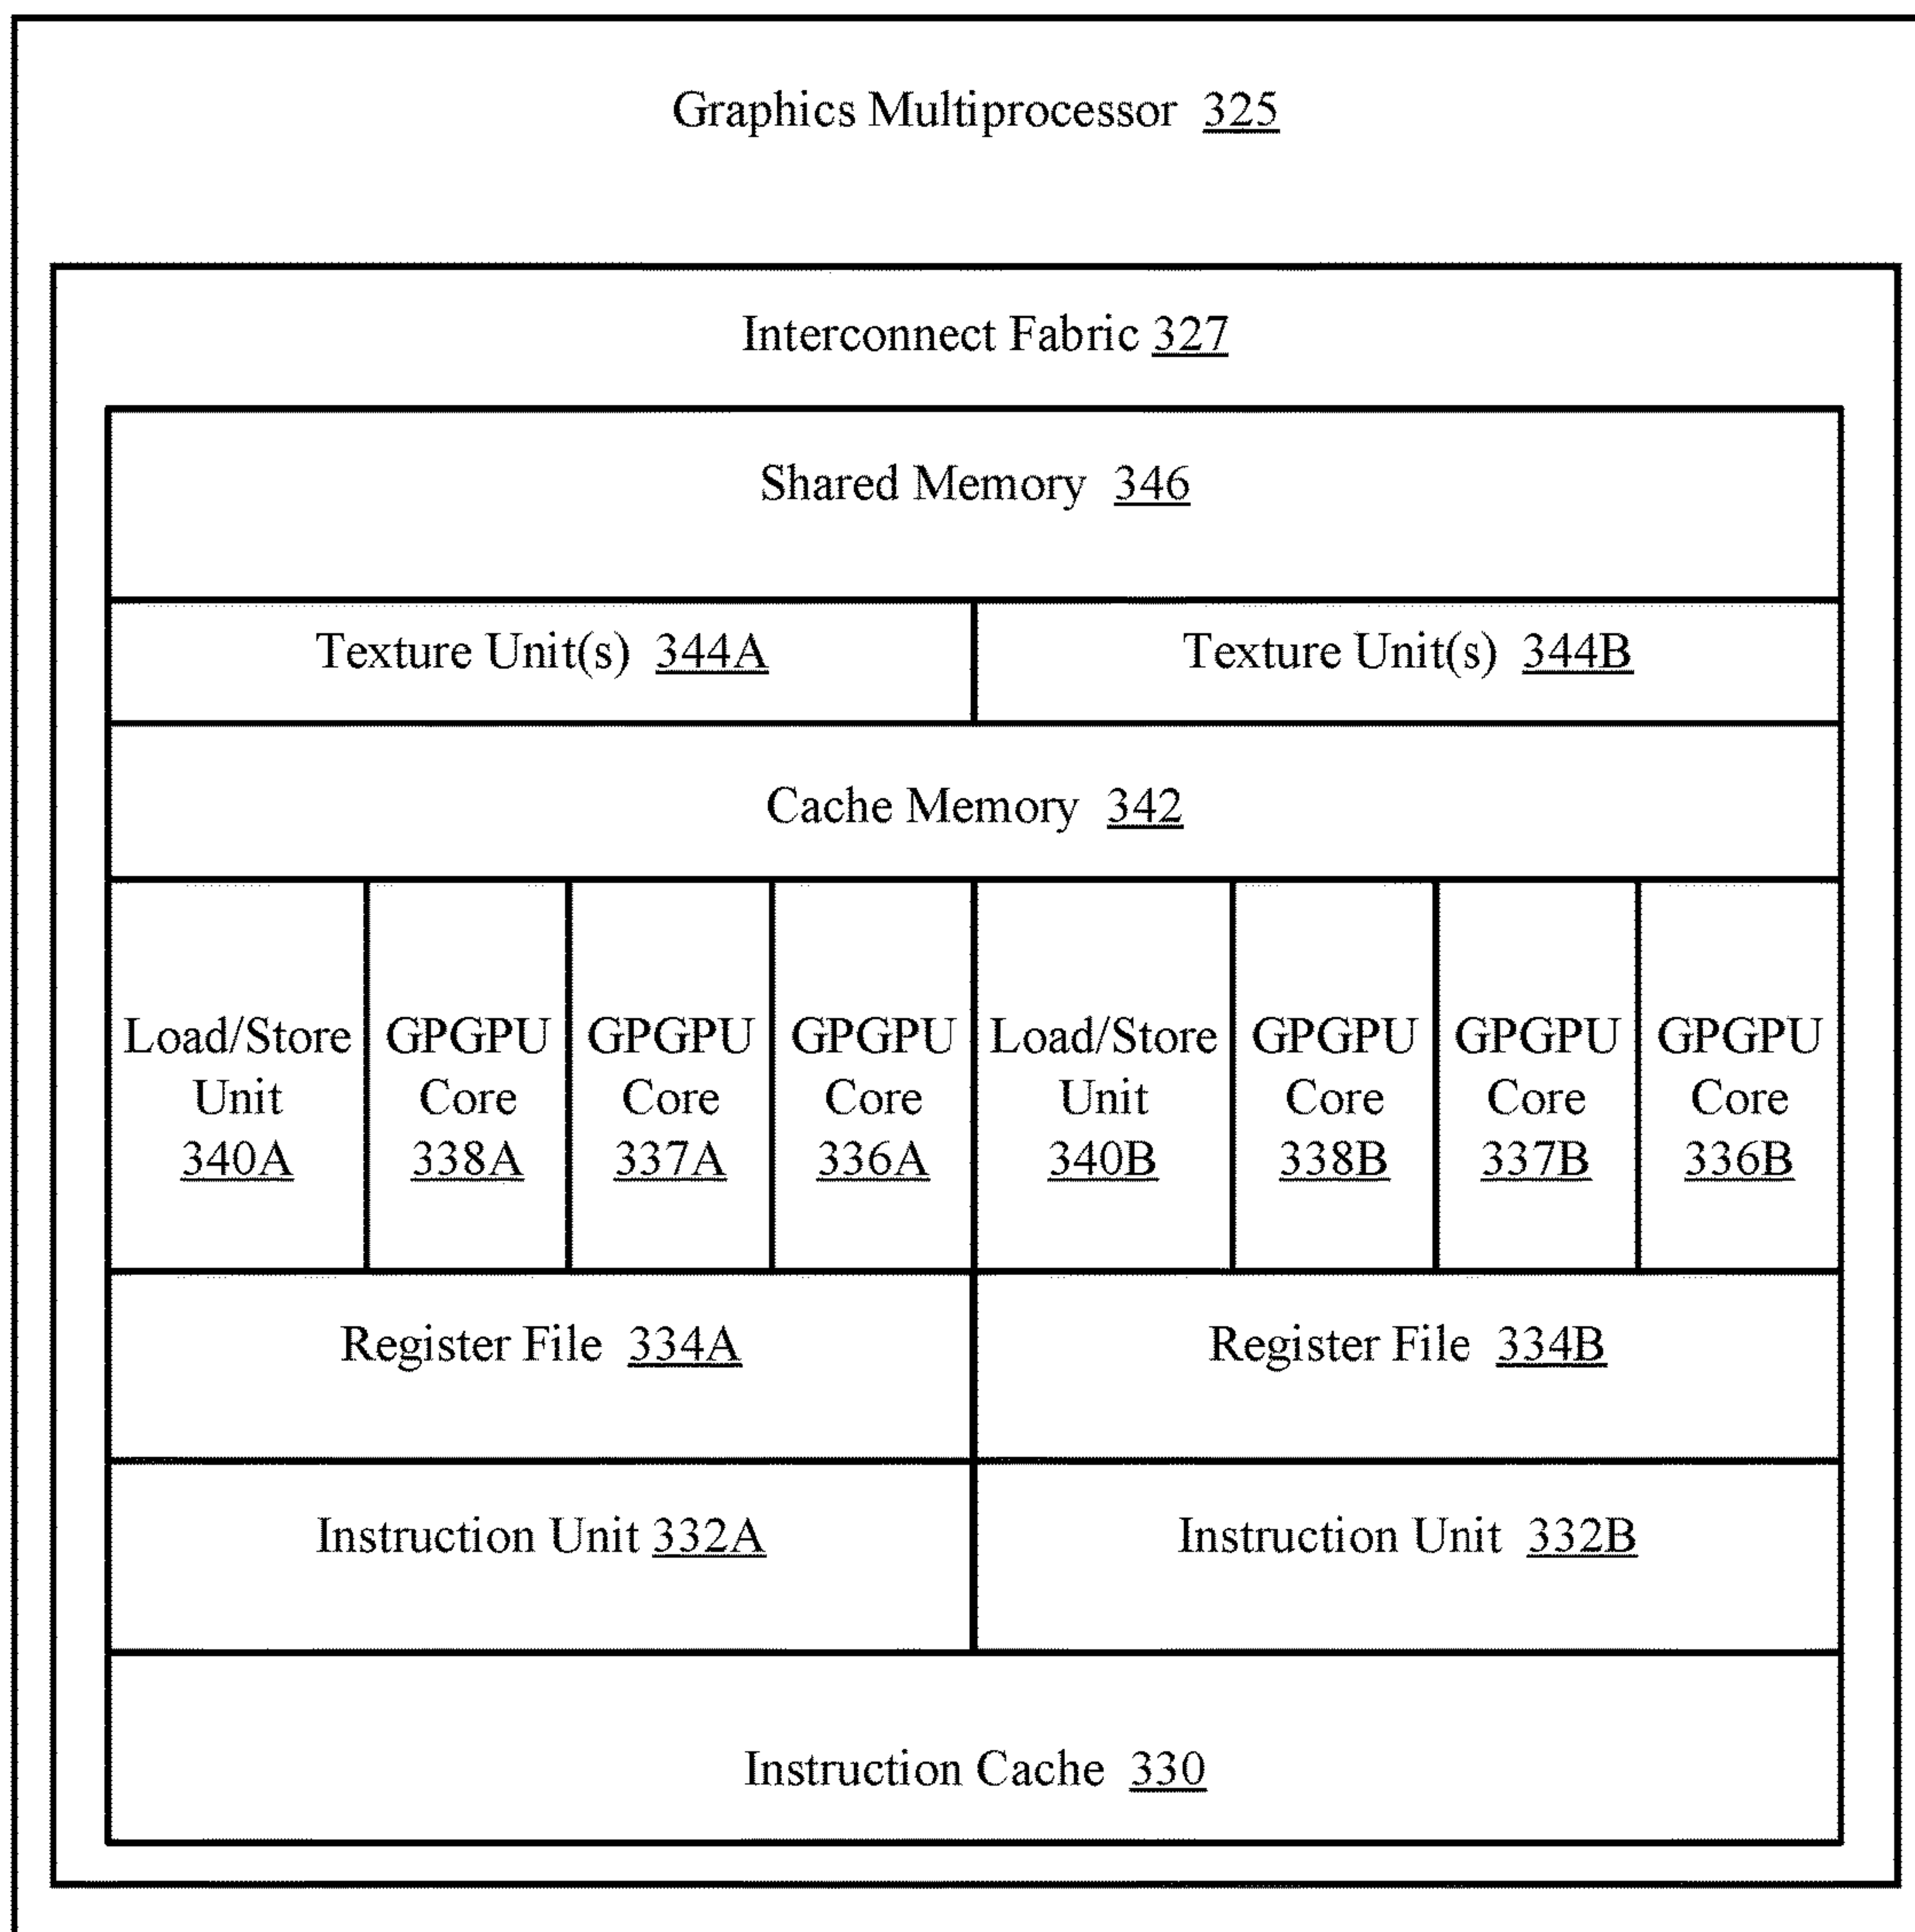 Graphics Multiprocessor 325
Interconnect Fabric 327
Shared Memory 346
Texture Unit(s) 344A
Texture Unit(s) 344B
Cache Memory 342
Load/Store
Unit
340A
GPGPU
Core
338A
GPGPU
Core
337A
GPGPU
Core
336A
Load/Store
Unit
340B
GPGPU
Core
338B
GPGPU
Core
337B
GPGPU
Core
336B
Register File 334A
Register File 334B
Instruction Unit 332A
Instruction Unit 332B
Instruction Cache 330